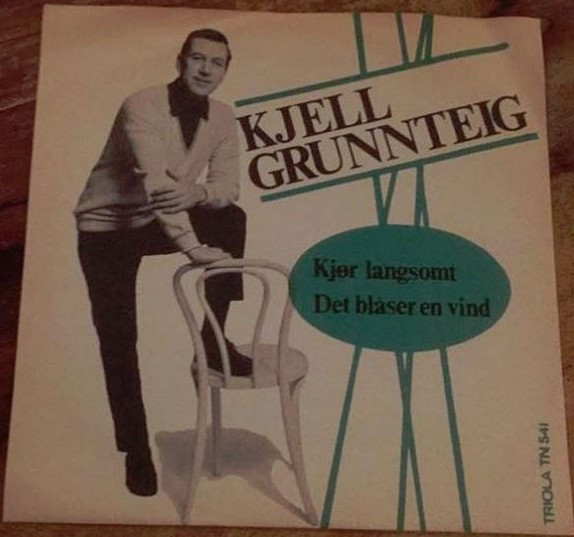 KJELL
GRUNNTEIG
Kjør langsomt
Det blåser en vind
TRIOLA TN 541